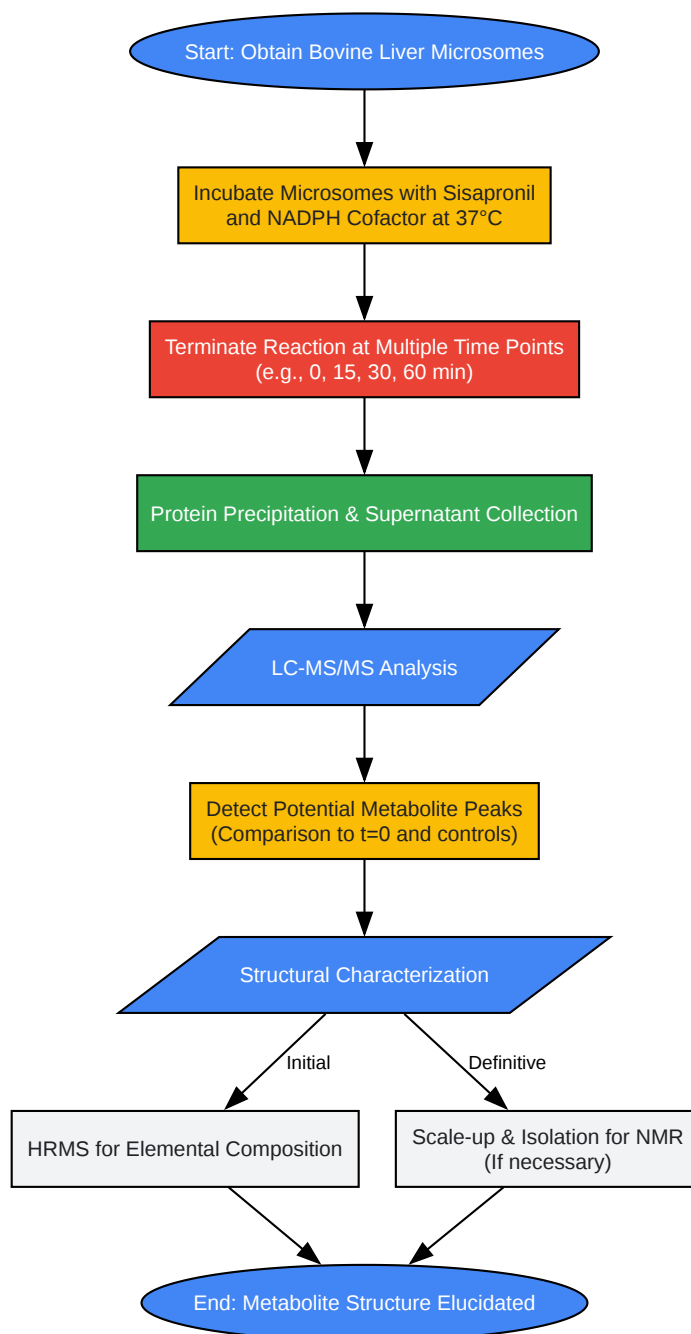 Start: Obtain Bovine Liver Microsomes
Incubate Microsomes with Sisapronil
and NADPH Cofactor at 37°C
Terminate Reaction at Multiple Time Points
(e.g., 0, 15, 30, 60 min)
Protein Precipitation & Supernatant Collection
LC-MS/MS Analysis
Detect Potential Metabolite Peaks
(Comparison to t=0 and controls)
Structural Characterization
Initial
Definitive
HRMS for Elemental Composition
Scale-up & Isolation for NMR
(If necessary)
End: Metabolite Structure Elucidated